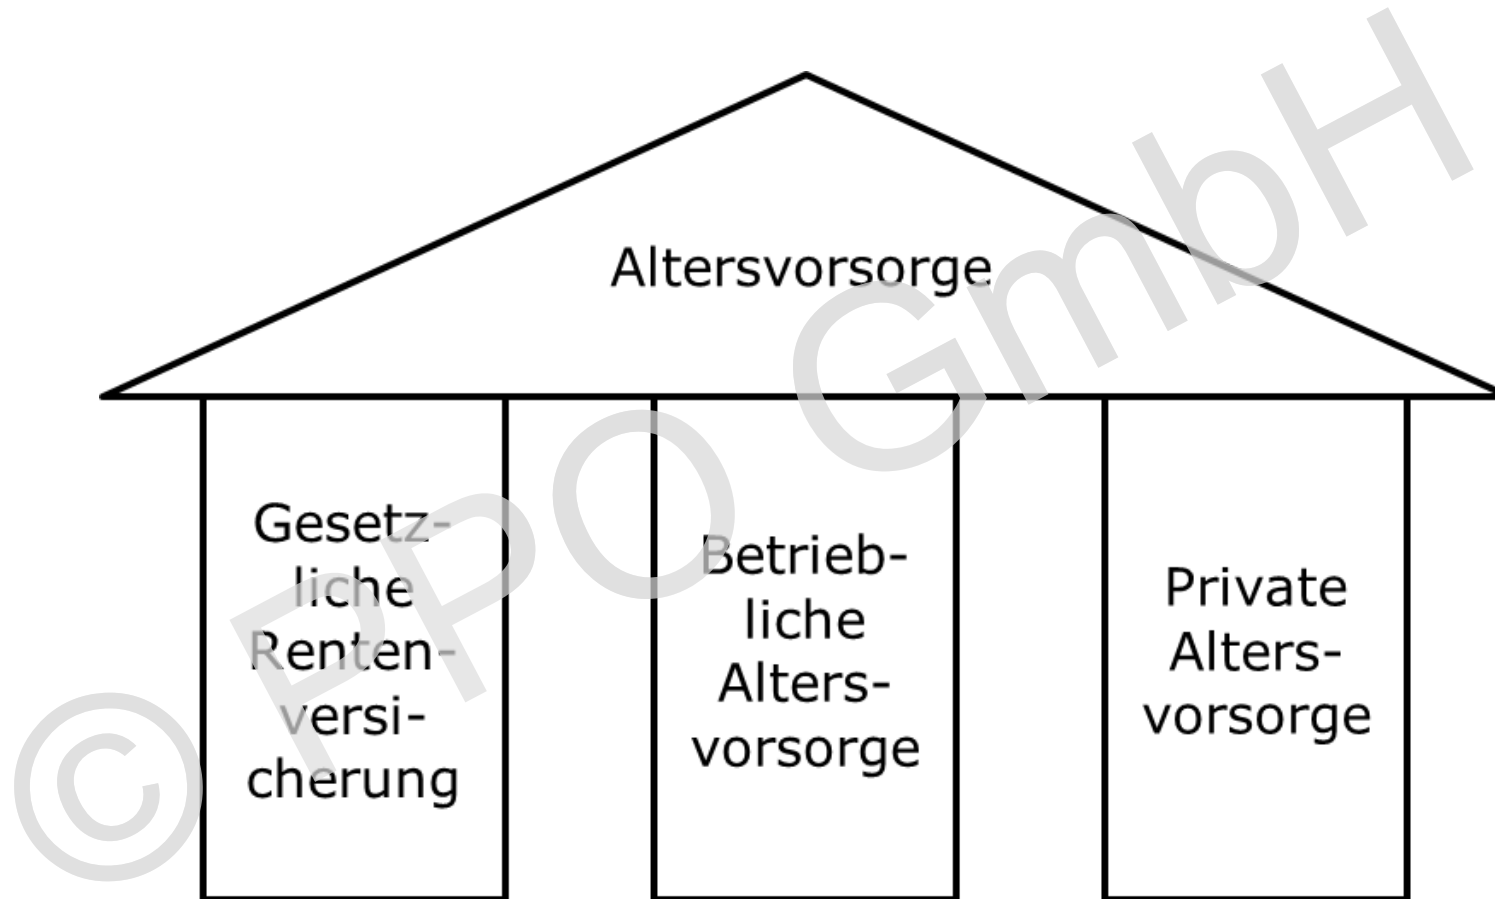 Altersvorsorge
Gesetz-
liche
Renten-
versi-
cherung
Betrieb-
liche
Alters-
vorsorge
Private
Alters-
vorsorge
© PPO GmbH